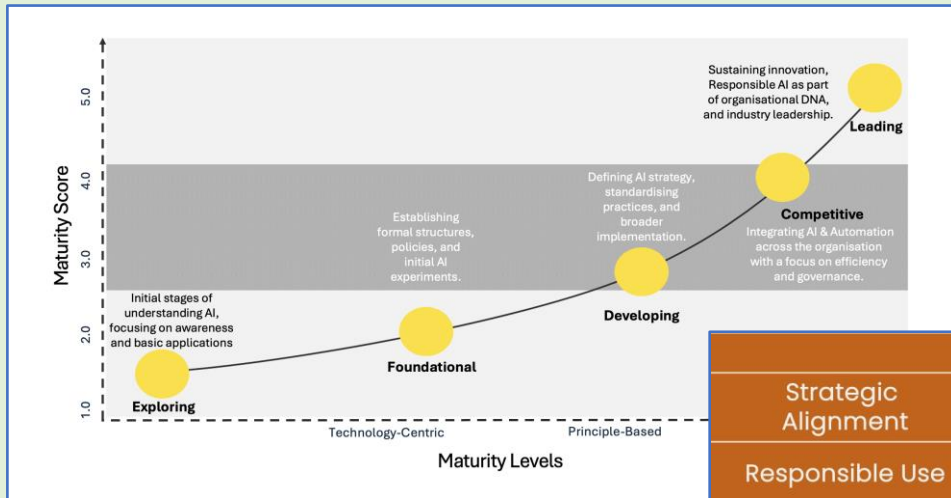 Maturity Score
5.0
4.0
3.0
2.0
1.0
Sustaining innovation,
Responsible AI as part
of organisational DNA,
and industry leadership.
Leading
Defining AI strategy,
standardising
practices, and
broader
implementation.
Competitive
Integrating AI & Automation
across the organisation
with a focus on efficiency
and governance.
Establishing
formal structures,
policies, and
initial AI
experiments.
Developing
Initial stages of
understanding AI,
focusing on awareness
and basic applications
Foundational
Exploring
Technology-Centric
Principle-Based
Maturity Levels
Strategic
Alignment
Responsible Use